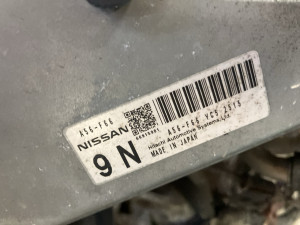 A56-F66
NISSAN
9 N
A56-F66 VC5 2515
Hitachi Automotive Systems, Ltd.
MADE IN JAPAN